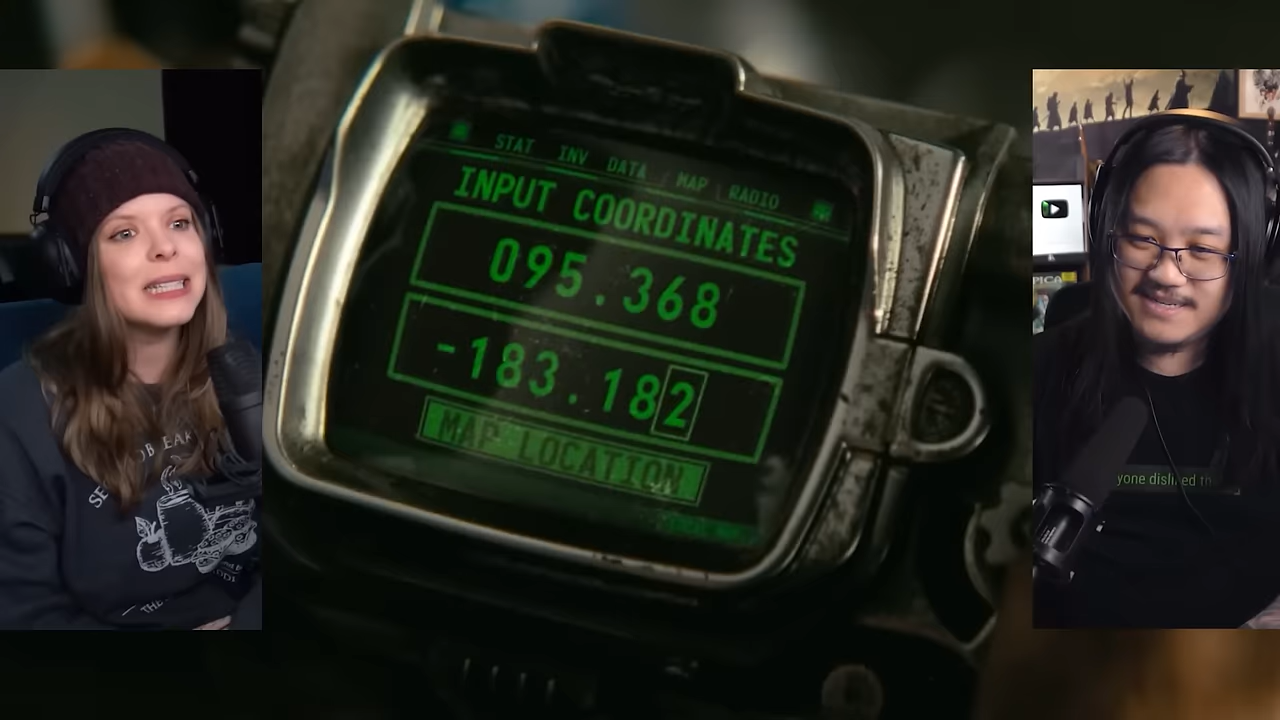 STAT INV DATA MAP RADIO
INPUT COORDINATES
095.368
-183.182
MAP LOCATION
yone disliked th